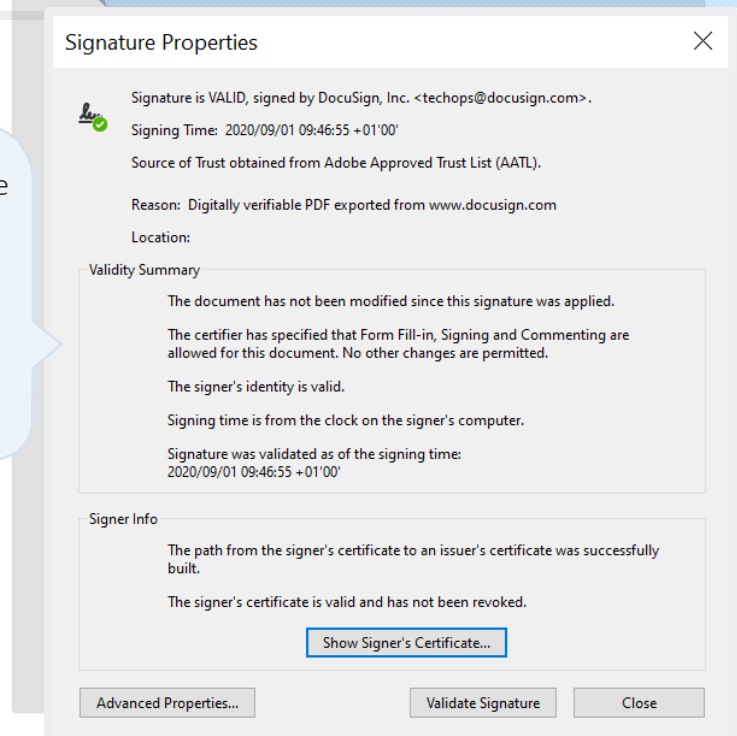 Signature Properties
Signature is VALID, signed by DocuSign, Inc. <techops@docusign.com>.
Signing Time: 2020/09/01 09:46:55 +01'00'
Source of Trust obtained from Adobe Approved Trust List (AATL).
e
Reason: Digitally verifiable PDF exported from www.docusign.com
Location:
Validity Summary
The document has not been modified since this signature was applied.
The certifier has specified that Form Fill-in, Signing and Commenting are
allowed for this document. No other changes are permitted.
The signer's identity is valid.
Signing time is from the clock on the signer's computer.
Signature was validated as of the signing time:
2020/09/01 09:46:55 +01'00'
Signer Info
The path from the signer's certificate to an issuer's certificate was successfully
built.
The signer's certificate is valid and has not been revoked.
Show Signer's Certificate...
Advanced Properties... Validate Signature Close